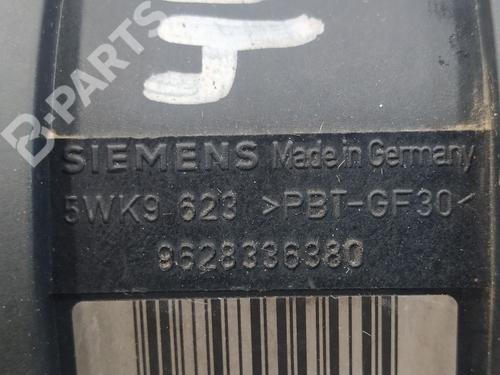 B-PARTS
SIEMENS Made in Germany
5WK9 623 >PBT-GF30<
9628336380